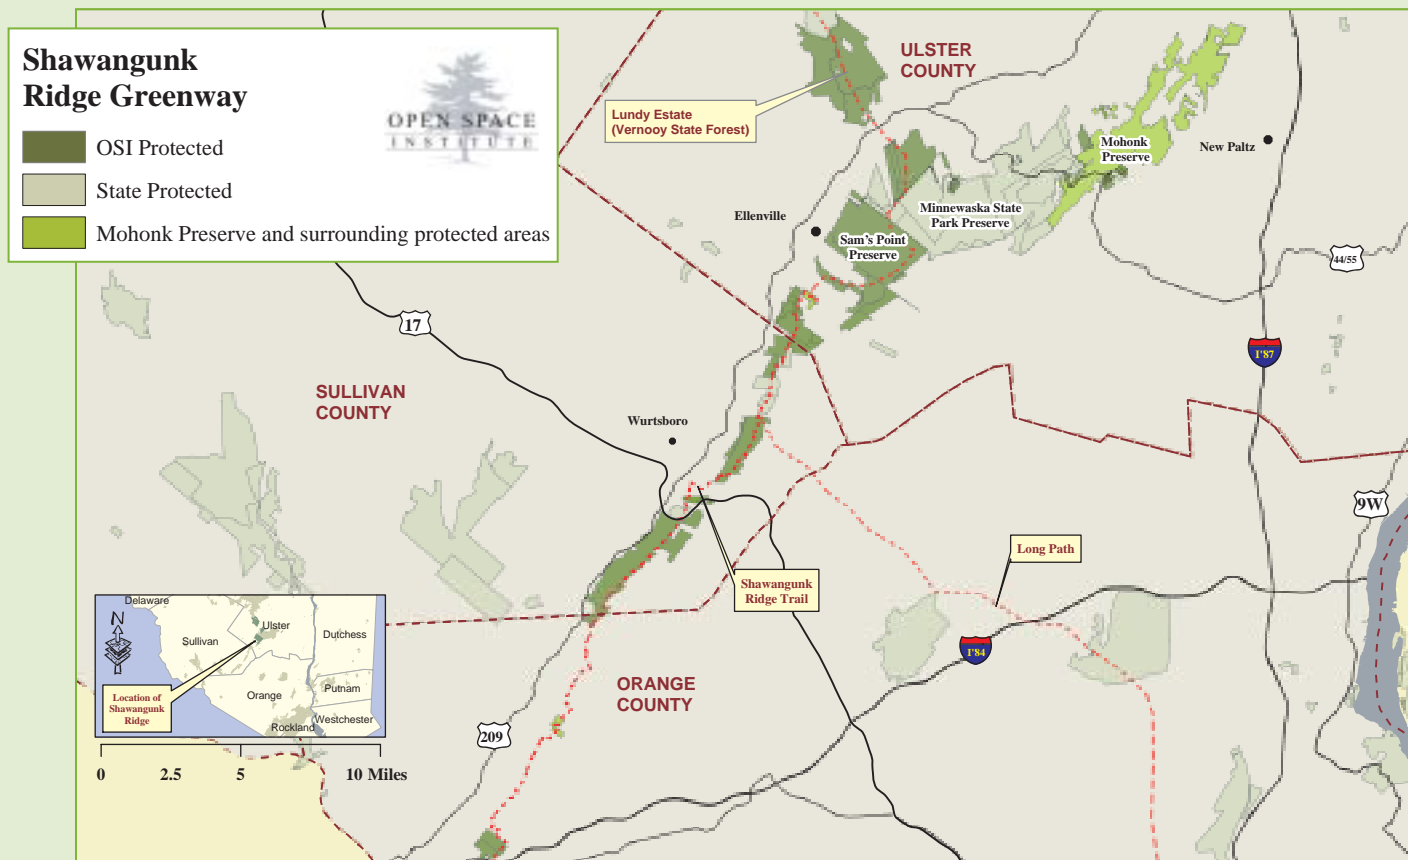 Shawangunk
Ridge Greenway
OPEN SPACE
INSTITUTE
OSI Protected
State Protected
Mohonk Preserve and surrounding protected areas
ULSTER
COUNTY
Lundy Estate
(Vernooy State Forest)
Mohonk
Preserve
New Paltz
Ellenville
Minnewaska State
Park Preserve
Sam's Point
Preserve
44/55
17
I'87
SULLIVAN
COUNTY
Wurtsboro
9W
Long Path
Shawangunk
Ridge Trail
I'84
ORANGE
COUNTY
209
Delaware
N
Ulster
Sullivan
Dutchess
Location of
Shawangunk
Ridge
Orange
Putnam
Rockland
Westchester
0 2.5 5 10 Miles